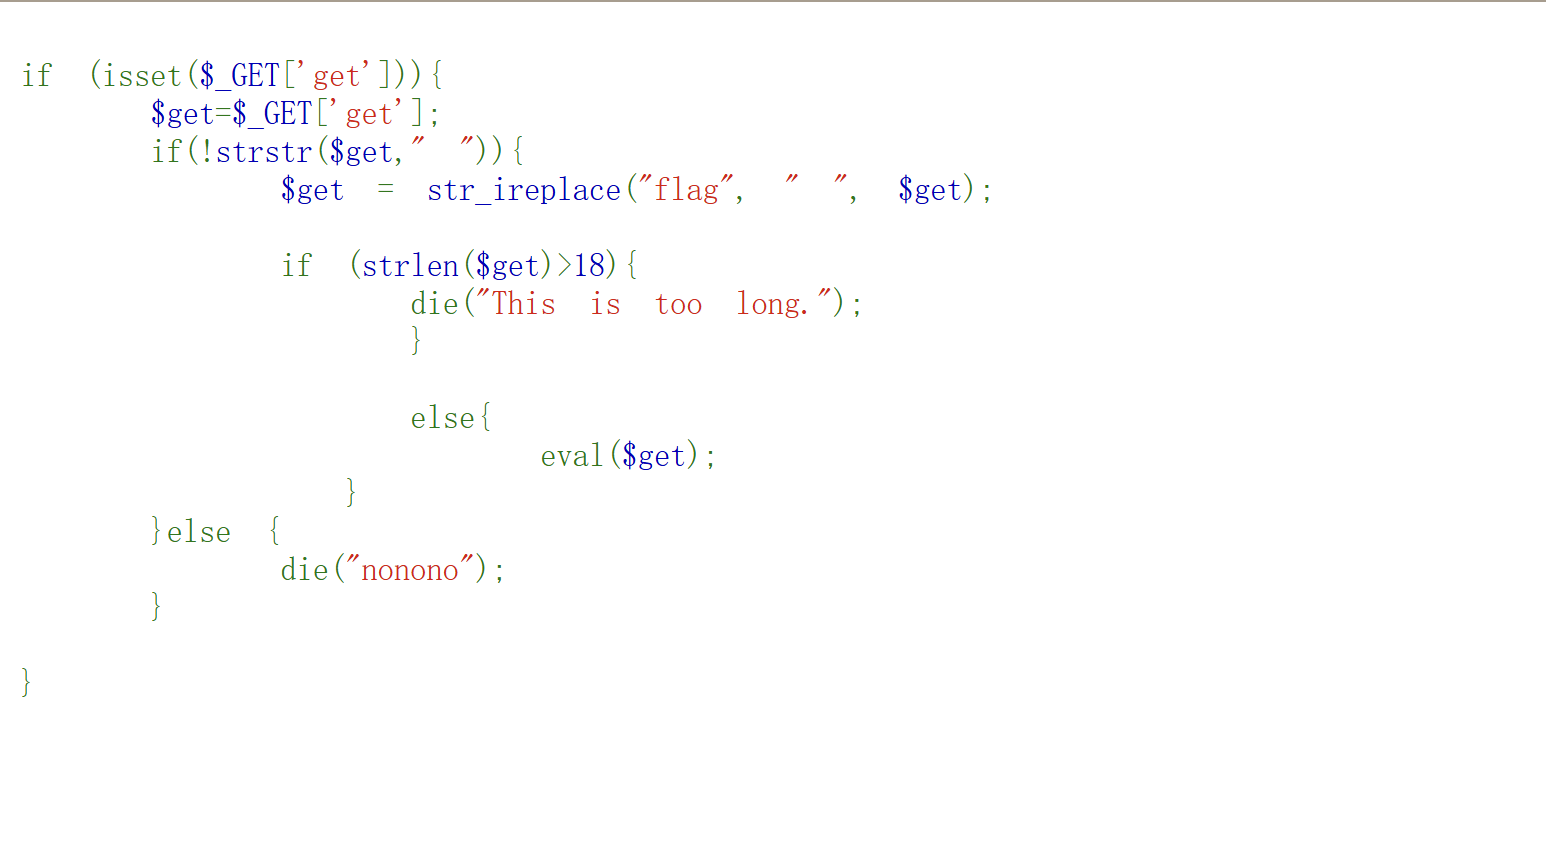 if (isset($_GET['get'])){
$get=$_GET['get'];
if(!strstr($get," ")){
$get = str_ireplace("flag", " ", $get);
if (strlen($get)>18){
die("This is too long.");
}
else{
eval($get);
}
}else {
die("nonono");
}
}